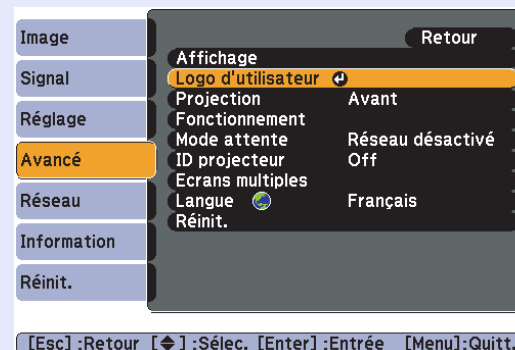 Image
Signal
Réglage
Avancé
Réseau
Information
Réinit.
Retour
Affichage
Logo d'utilisateur
Projection Avant
Fonctionnement
Mode attente Réseau désactivé
ID projecteur Off
Ecrans multiples
Langue Français
Réinit.
[Esc] :Retour [◆] :Sélec. [Enter] :Entrée [Menu]:Quitt.